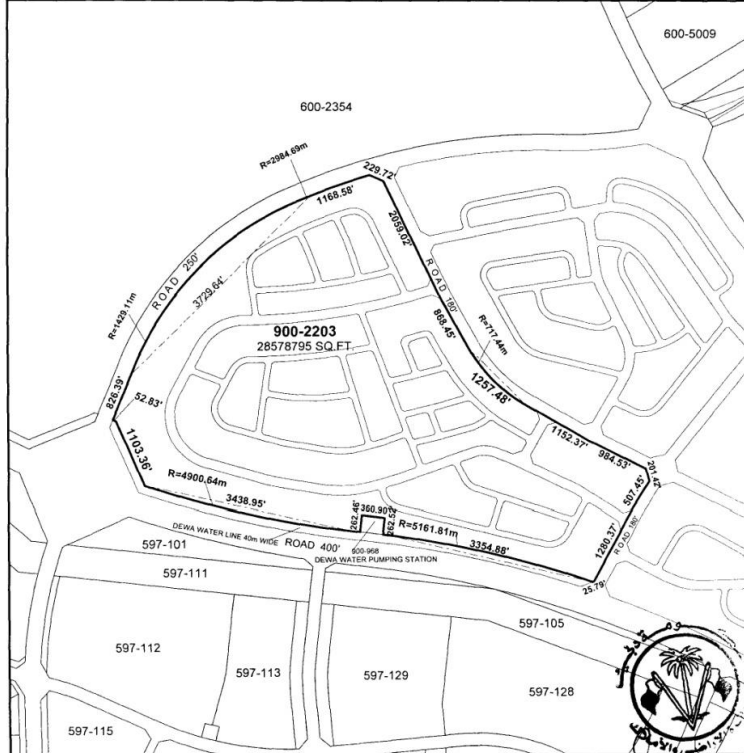 600-5009
600-2354
R=2984.69m
229.72'
1168.58'
2059.02'
ROAD 250'
3729.64'
ROAD 180'
R=1429.11m
868.45'
R=717.44m
900-2203
28578795 SQ.FT.
1257.48'
826.39'
52.83'
1152.37'
984.53'
201.42'
1103.36'
R=4900.64m
3438.95'
262.46'
360.90'
262.52'
R=5161.81m
3354.88'
507.45'
1280.37'
ROAD 180'
25.79'
DEWA WATER LINE 40m WIDE
ROAD 400'
900-968
DEWA WATER PUMPING STATION
597-101
597-111
597-105
597-112
597-113
597-129
597-128
597-115